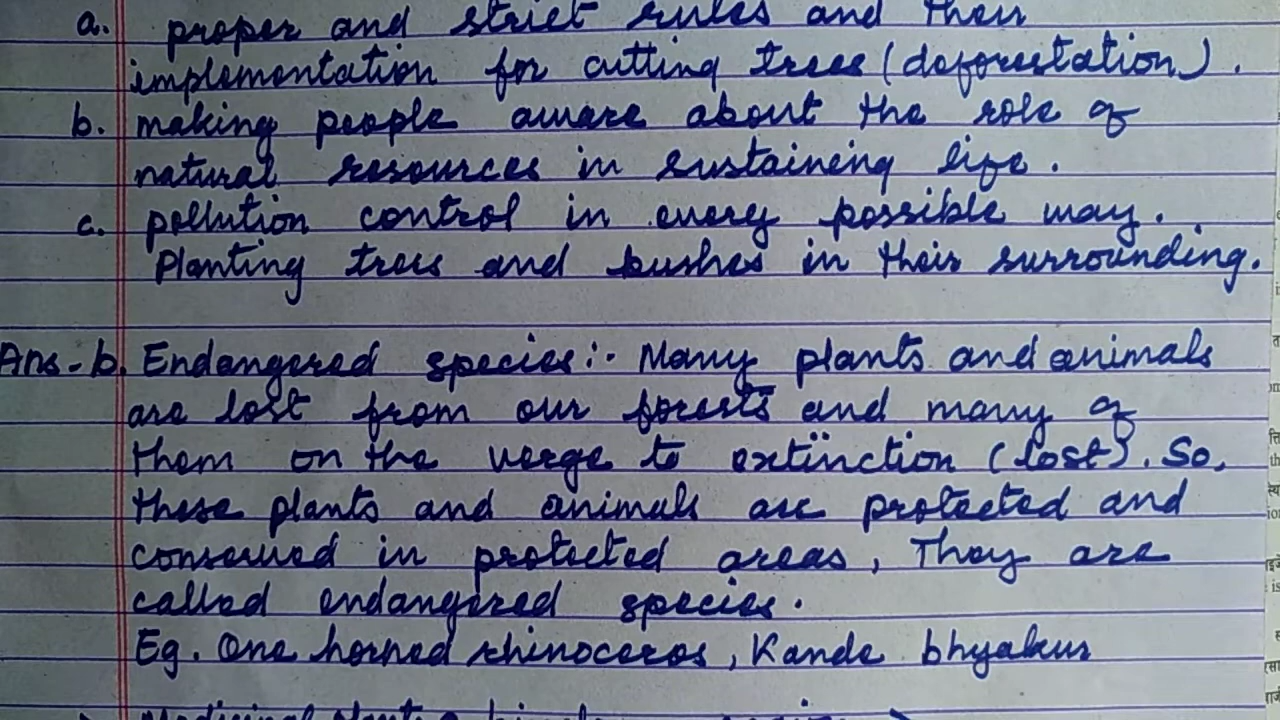 a. proper and strict rules and their
implementation for cutting trees (deforestation).
b. making people aware about the role of
natural resources in sustaining life.
c. pollution control in every possible way.
Planting trees and bushes in their surrounding.
Ans-b. Endangered species:- Many plants and animals
are lost from our forests and many of
them on the verge to extinction (lost). So,
these plants and animals are protected and
conserved in protected areas, They are
called endangered species.
Eg. One horned rhinoceros, Kande bhyakur